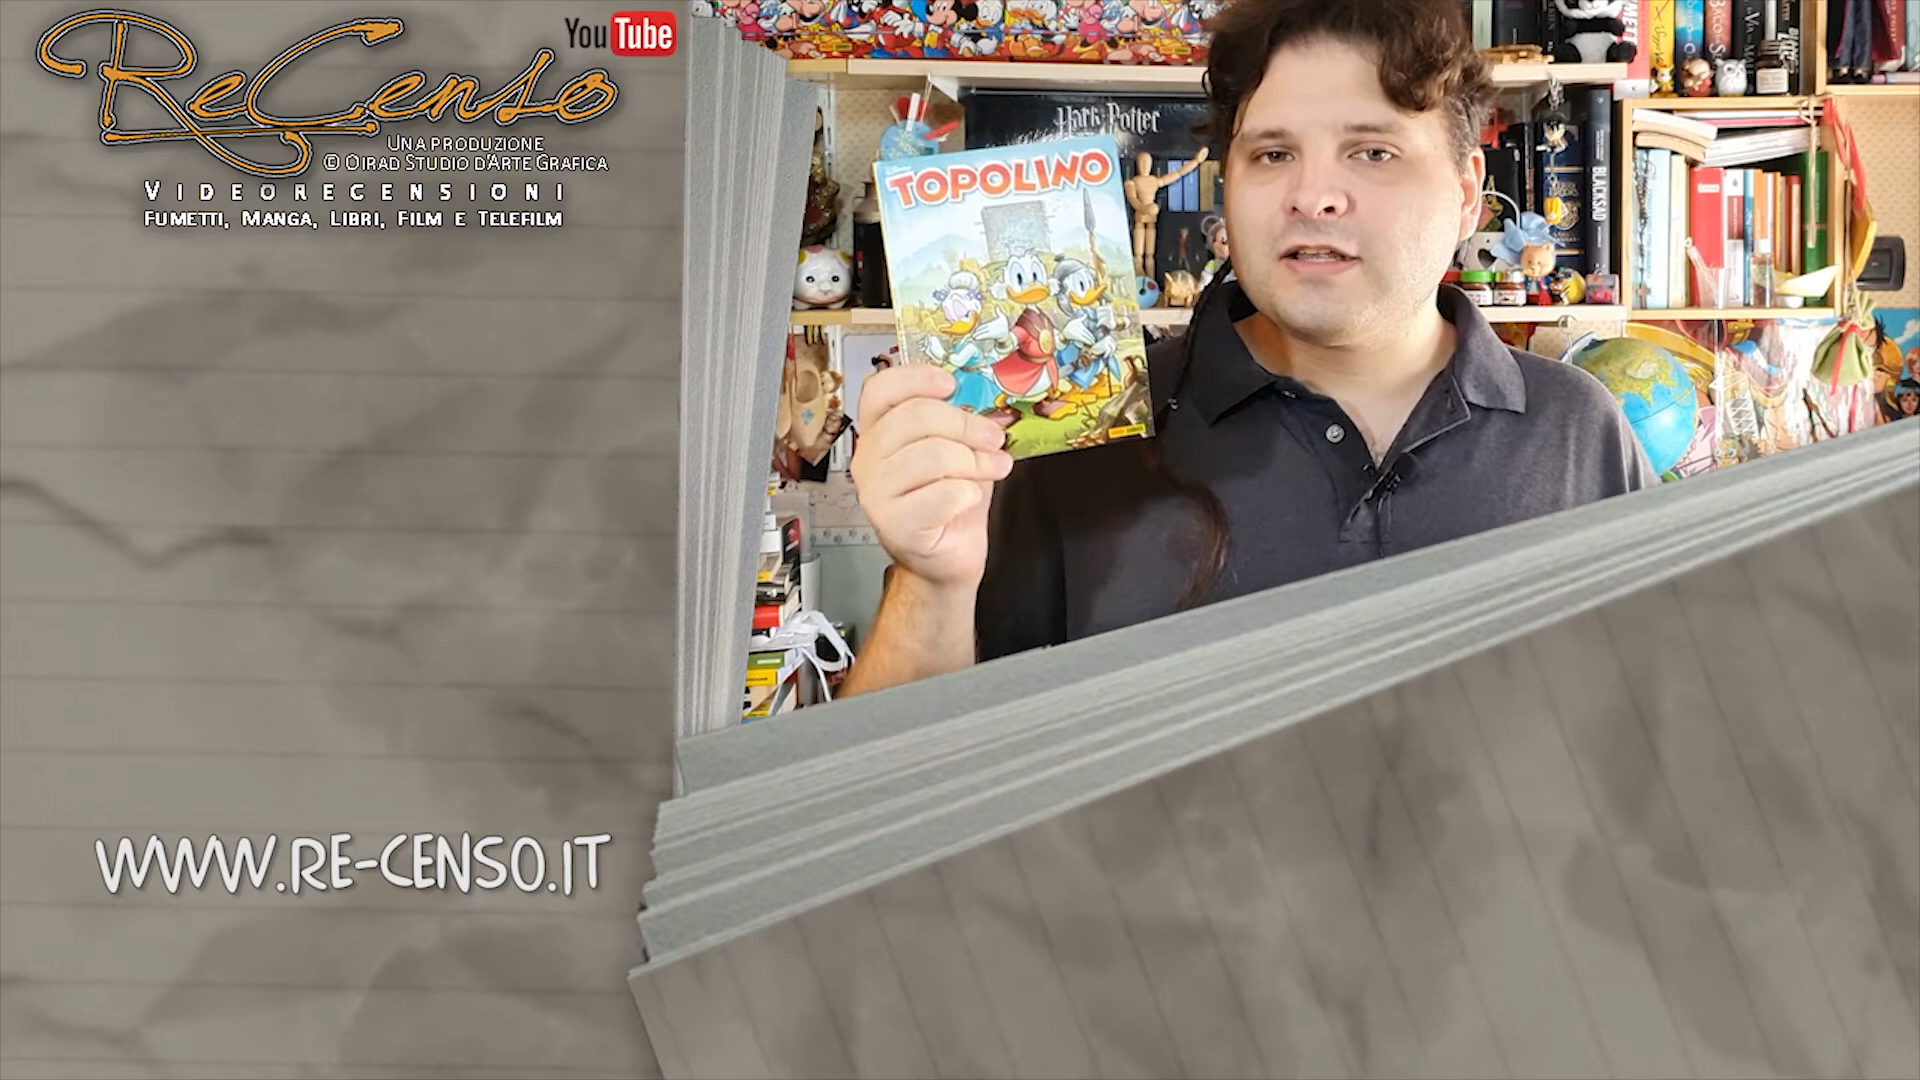 ReCenso
YouTube
Una produzione
© Oirad Studio d'Arte Grafica
Videorecensioni
Fumetti, Manga, Libri, Film e Telefilm
Harry Potter
TOPOLINO
BLACKSAD
WWW.RE-CENSO.IT